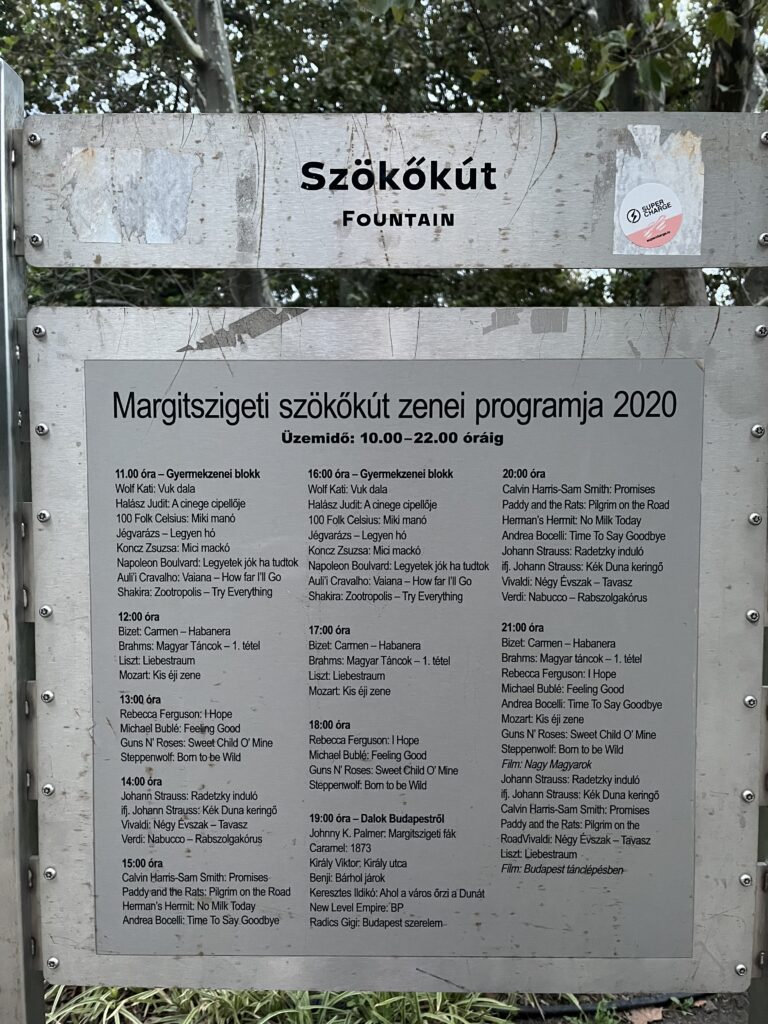 Szökőkút
FOUNTAIN
SUPER
CHARGE
Margitszigeti szökőkút zenei programja 2020
Üzemidő: 10.00–22.00 óráig
11.00 óra – Gyermekzenei blokk
Wolf Kati: Vuk dala
Halász Judit: A cinege cipellője
100 Folk Celsius: Miki manó
Jégvarázs – Legyen hó
Koncz Zsuzsa: Mici mackó
Napoleon Boulvard: Legyetek jók ha tudtok
Auli'i Cravalho: Vaiana – How far I'll Go
Shakira: Zootropolis – Try Everything
12:00 óra
Bizet: Carmen – Habanera
Brahms: Magyar Táncok – 1. tétel
Liszt: Liebestraum
Mozart: Kis éji zene
13:00 óra
Rebecca Ferguson: I Hope
Michael Bublé: Feeling Good
Guns N' Roses: Sweet Child O' Mine
Steppenwolf: Born to be Wild
14:00 óra
Johann Strauss: Radetzky induló
ifj. Johann Strauss: Kék Duna keringő
Vivaldi: Négy Évszak – Tavasz
Verdi: Nabucco – Rabszolgakórus
15:00 óra
Calvin Harris-Sam Smith: Promises
Paddy and the Rats: Pilgrim on the Road
Herman's Hermit: No Milk Today
Andrea Bocelli: Time To Say Goodbye
16:00 óra – Gyermekzenei blokk
Wolf Kati: Vuk dala
Halász Judit: A cinege cipellője
100 Folk Celsius: Miki manó
Jégvarázs – Legyen hó
Koncz Zsuzsa: Mici mackó
Napoleon Boulvard: Legyetek jók ha tudtok
Auli'i Cravalho: Vaiana – How far I'll Go
Shakira: Zootropolis – Try Everything
17:00 óra
Bizet: Carmen – Habanera
Brahms: Magyar Táncok – 1. tétel
Liszt: Liebestraum
Mozart: Kis éji zene
18:00 óra
Rebecca Ferguson: I Hope
Michael Bublé: Feeling Good
Guns N' Roses: Sweet Child O' Mine
Steppenwolf: Born to be Wild
19:00 óra – Dalok Budapestről
Johnny K. Palmer: Margitszigeti fák
Caramel: 1873
Király Viktor: Király utca
Benji: Bárhol járok
Keresztes Ildikó: Ahol a város őrzi a Dunát
New Level Empire: BP
Radics Gigi: Budapest szerelem
20:00 óra
Calvin Harris-Sam Smith: Promises
Paddy and the Rats: Pilgrim on the Road
Herman's Hermit: No Milk Today
Andrea Bocelli: Time To Say Goodbye
Johann Strauss: Radetzky induló
ifj. Johann Strauss: Kék Duna keringő
Vivaldi: Négy Évszak – Tavasz
Verdi: Nabucco – Rabszolgakórus
21:00 óra
Bizet: Carmen – Habanera
Brahms: Magyar táncok – 1. tétel
Rebecca Ferguson: I Hope
Michael Bublé: Feeling Good
Andrea Bocelli: Time To Say Goodbye
Mozart: Kis éji zene
Guns N' Roses: Sweet Child O' Mine
Steppenwolf: Born to be Wild
Film: Nagy Magyarok
Johann Strauss: Radetzky induló
ifj. Johann Strauss: Kék Duna keringő
Calvin Harris-Sam Smith: Promises
Paddy and the Rats: Pilgrim on the
RoadVivaldi: Négy Évszak – Tavasz
Liszt: Liebestraum
Film: Budapest tánclépésben